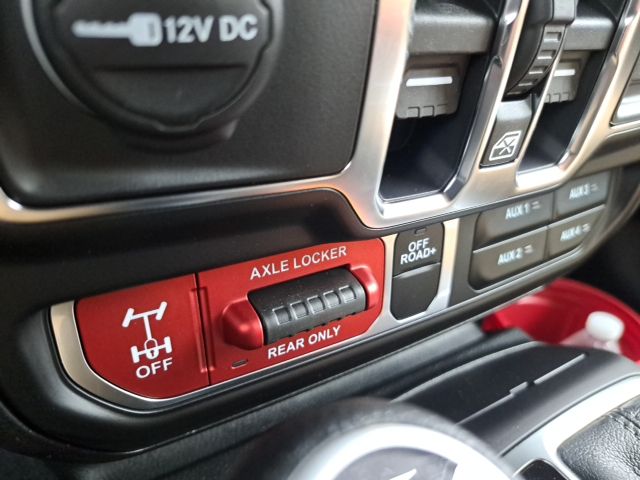 12V DC
AUX 1
AUX 3
AUX 2
AUX 4
OFF
ROAD+
AXLE LOCKER
REAR ONLY
OFF